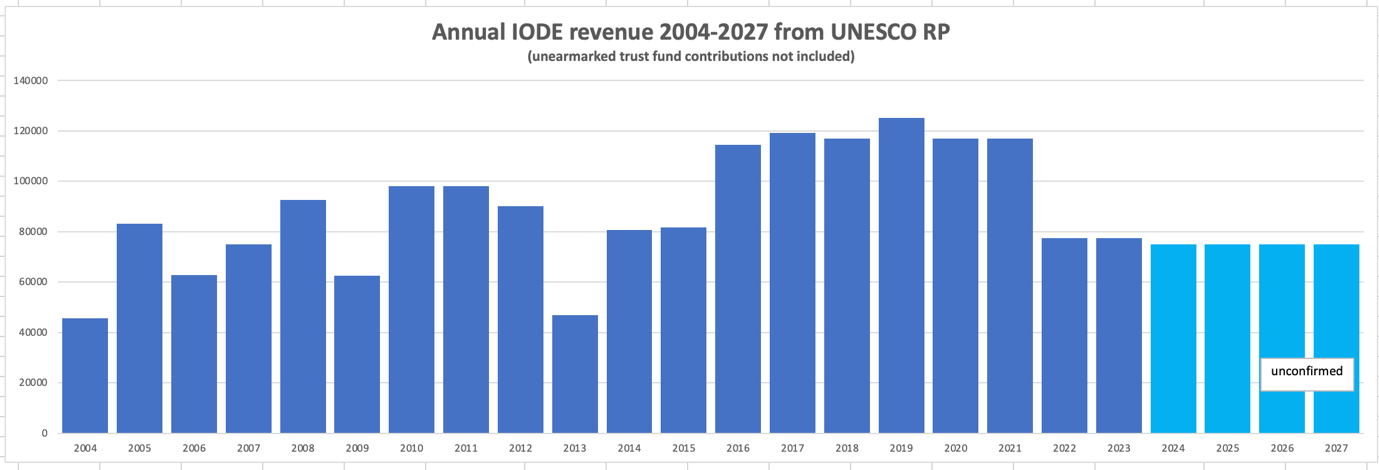 Annual IODE revenue 2004-2027 from UNESCO RP
(unearmarked trust fund contributions not included)
140000
120000
100000
80000
60000
40000
20000
0
unconfirmed
2004 2005 2006 2007 2008 2009 2010 2011 2012 2013 2014 2015 2016 2017 2018 2019 2020 2021 2022 2023 2024 2025 2026 2027